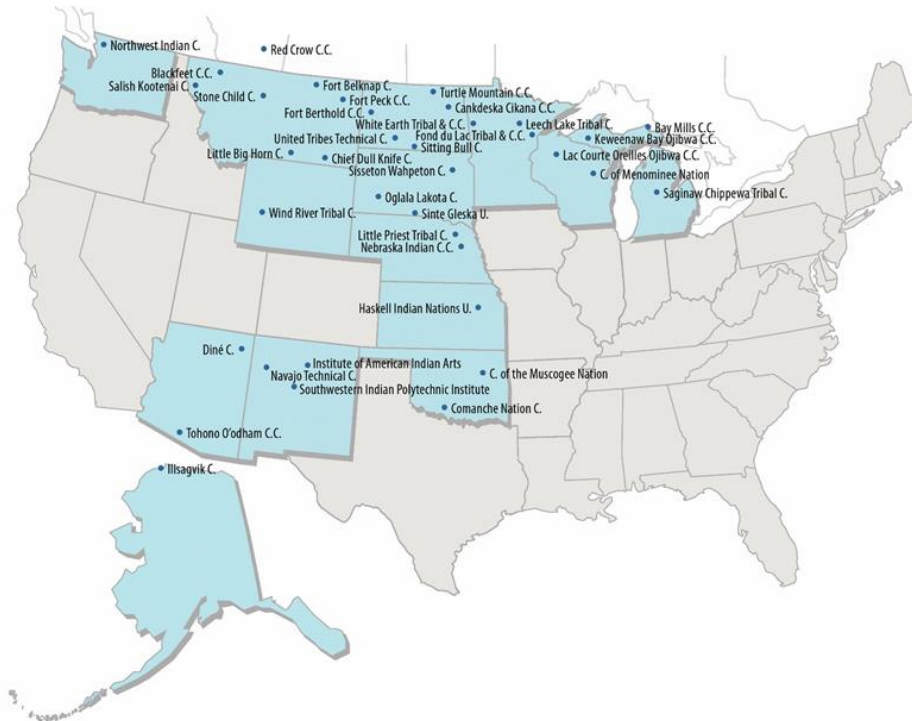 Northwest Indian C.
Red Crow C.C.
Blackfeet C.C.
Salish Kootenai C.
Stone Child C.
Fort Belknap C.
Fort Peck C.C.
Fort Berthold C.C.
Turtle Mountain C.C.
Cankdeska Cikana C.C.
White Earth Tribal & C.C.
Leech Lake Tribal C.
Bay Mills C.C.
United Tribes Technical C.
Fond du Lac Tribal & C.C.
Keweenaw Bay Ojibwa C.C.
Sitting Bull C.
Little Big Horn C.
Chief Dull Knife C.
Lac Courte Oreilles Ojibwa C.C.
Sisseton Wahpeton C.
C. of Menominee Nation
Saginaw Chippewa Tribal C.
Oglala Lakota C.
Wind River Tribal C.
Sinte Gleska U.
Little Priest Tribal C.
Nebraska Indian C.C.
Haskell Indian Nations U.
Diné C.
Institute of American Indian Arts
Navajo Technical C.
C. of the Muscogee Nation
Southwestern Indian Polytechnic Institute
Comanche Nation C.
Tohono O'odham C.C.
Illsagvik C.